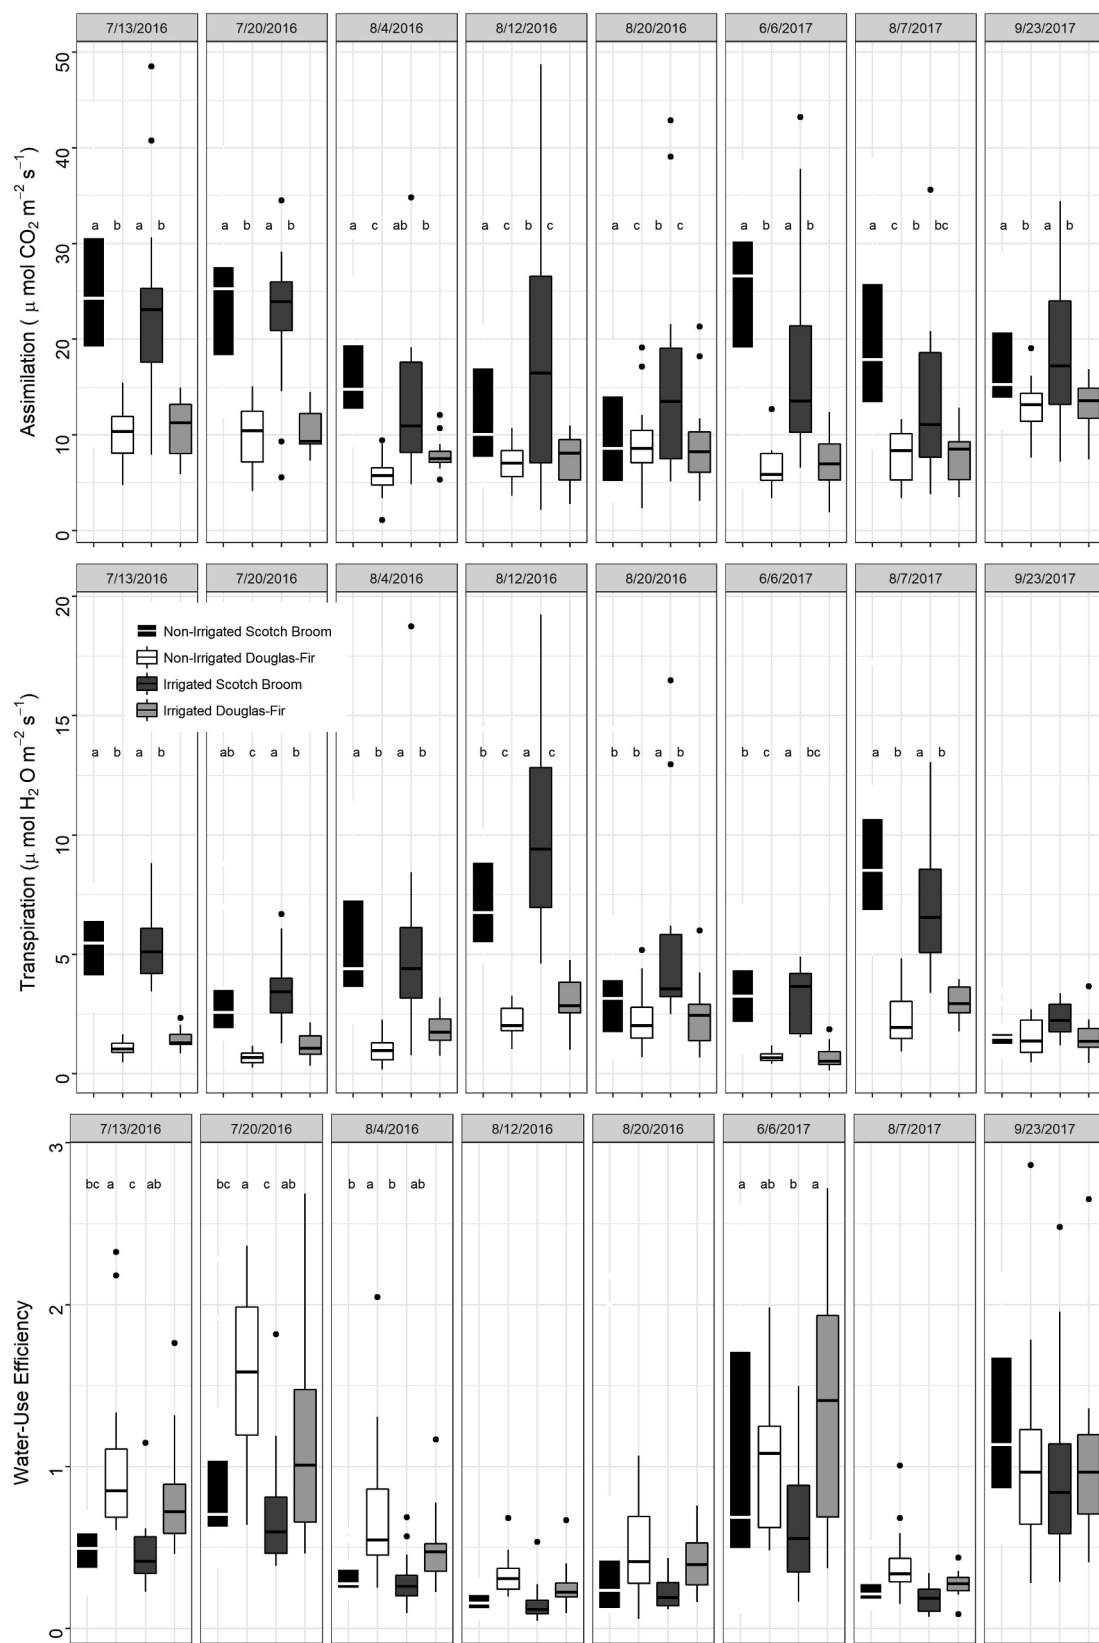 7/13/2016 7/20/2016 8/4/2016 8/12/2016 8/20/2016 6/6/2017 8/7/2017 9/23/2017
Assimilation ( μ mol CO₂ m⁻² s⁻¹)
50
40
30
20
10
0
a b a b a b a b a c ab b a c b c a c b c a b a b a c b bc a b a b
7/13/2016 7/20/2016 8/4/2016 8/12/2016 8/20/2016 6/6/2017 8/7/2017 9/23/2017
Transpiration (μ mol H₂ O m⁻² s⁻¹)
20
15
10
5
0
Non-Irrigated Scotch Broom
Non-Irrigated Douglas-Fir
Irrigated Scotch Broom
Irrigated Douglas-Fir
a b a b ab c a b a b a b b c a c b b a b b c a bc a b a b
7/13/2016 7/20/2016 8/4/2016 8/12/2016 8/20/2016 6/6/2017 8/7/2017 9/23/2017
Water-Use Efficiency
3
2
1
0
bc a c ab bc a c ab b a b ab a ab b a